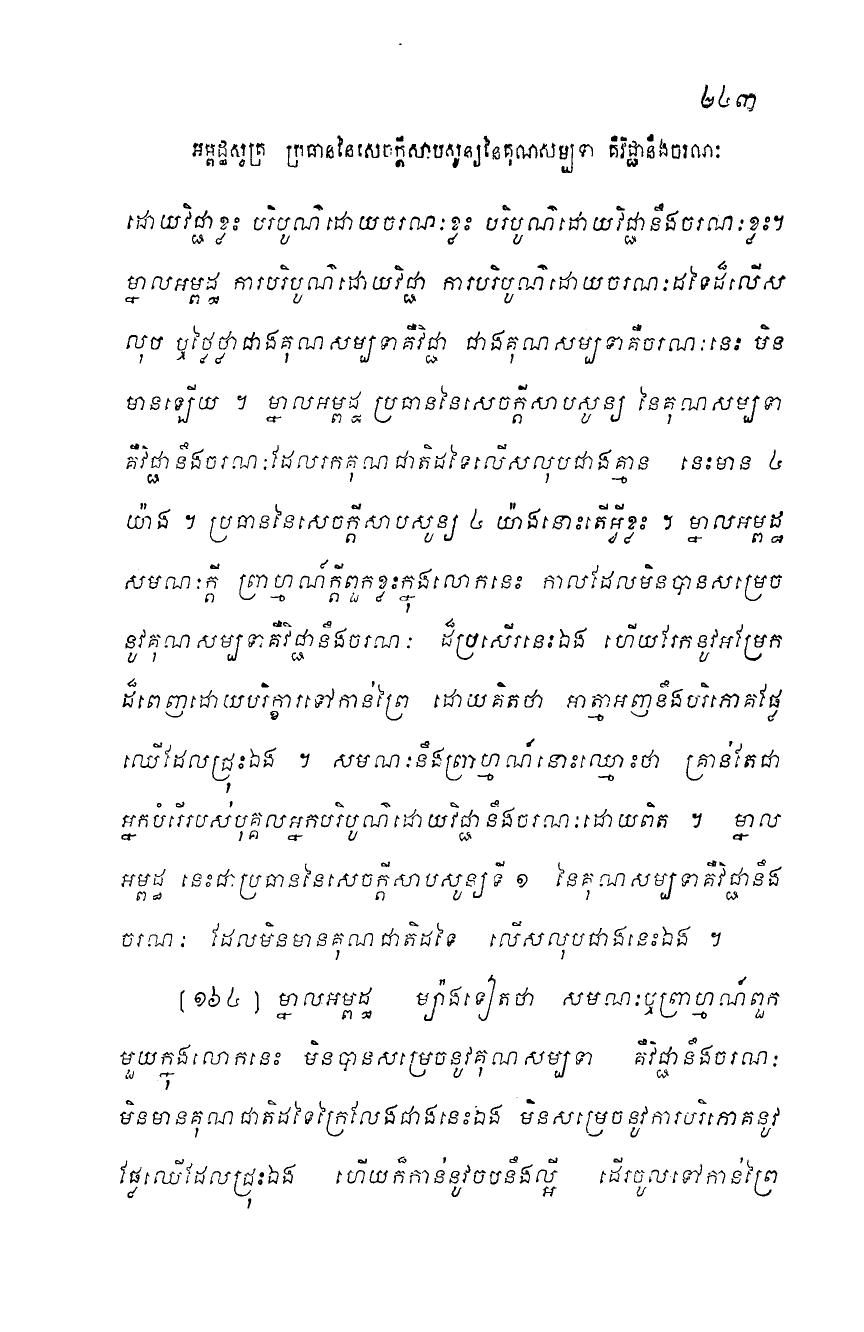 ២៤៣
អម្ពដ្ឋសូត្រ ប្រធាននៃសេចក្តីសាបសូន្យនៃគុណសម្បទា គឺវិជ្ជានឹងចរណៈ
ដោយវិជ្ជាខ្លះ បរិបូណ៌ដោយចរណៈខ្លះ បរិបូណ៌ដោយវិជ្ជានឹងចរណៈខ្លះ។
ម្នាលអម្ពដ្ឋ ការបរិបូណ៌ដោយវិជ្ជា ការបរិបូណ៌ដោយចរណៈដទៃដ៏លើស
លុប ឬថ្លៃថ្លាជាងគុណសម្បទាគឺវិជ្ជា ជាងគុណសម្បទាគឺចរណៈនេះ មិន
មានឡើយ ។ ម្នាលអម្ពដ្ឋ ប្រធាននៃសេចក្តីសាបសូន្យ នៃគុណសម្បទា
គឺវិជ្ជានឹងចរណៈដែលរកគុណជាតិដទៃលើសលុបជាងគ្មាន នេះមាន ៤
យ៉ាង ។ ប្រធាននៃសេចក្តីសាបសូន្យ ៤ យ៉ាងនោះតើអ្វីខ្លះ ។ ម្នាលអម្ពដ្ឋ
សមណៈក្តី ព្រាហ្មណ៍ក្តីពួកខ្លះក្នុងលោកនេះ កាលដែលមិនបានសម្រេច
នូវគុណសម្បទាគឺវិជ្ជានឹងចរណៈ ដ៏ប្រសើរនេះឯង ហើយរែកនូវអម្រែក
ដ៏ពេញដោយបរិក្ខារទៅកាន់ព្រៃ ដោយគិតថា អាត្មាអញនឹងបរិភោគផ្លែ
ឈើដែលជ្រុះឯង ។ សមណៈនឹងព្រាហ្មណ៍នោះឈ្មោះថា គ្រាន់តែជា
អ្នកបំរើរបស់បុគ្គលអ្នកបរិបូណ៌ដោយវិជ្ជានឹងចរណៈដោយពិត ។ ម្នាល
អម្ពដ្ឋ នេះជាប្រធាននៃសេចក្តីសាបសូន្យទី ១ នៃគុណសម្បទាគឺវិជ្ជានឹង
ចរណៈ ដែលមិនមានគុណជាតិដទៃ លើសលុបជាងនេះឯង ។
(១៦៤) ម្នាលអម្ពដ្ឋ ម្យ៉ាងទៀតថា សមណៈឬព្រាហ្មណ៍ពួក
មួយក្នុងលោកនេះ មិនបានសម្រេចនូវគុណសម្បទា គឺវិជ្ជានឹងចរណៈ
មិនមានគុណជាតិដទៃក្រៃលែងជាងនេះឯង មិនសម្រេចនូវការបរិភោគនូវ
ផ្លែឈើដែលជ្រុះឯង ហើយក៏កាន់នូវចបនឹងល្អី ដើរចូលទៅកាន់ព្រៃ